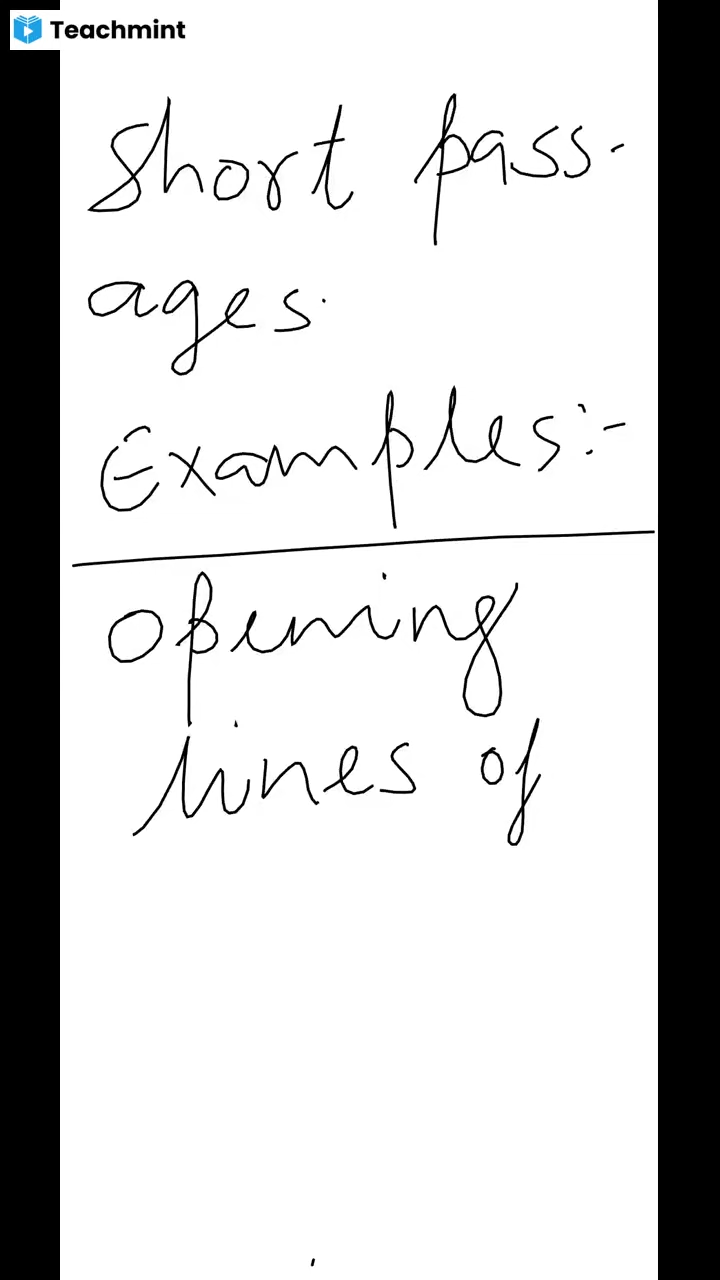 Teachmint
Short pass-
ages.
Examples:-
Opening
lines of